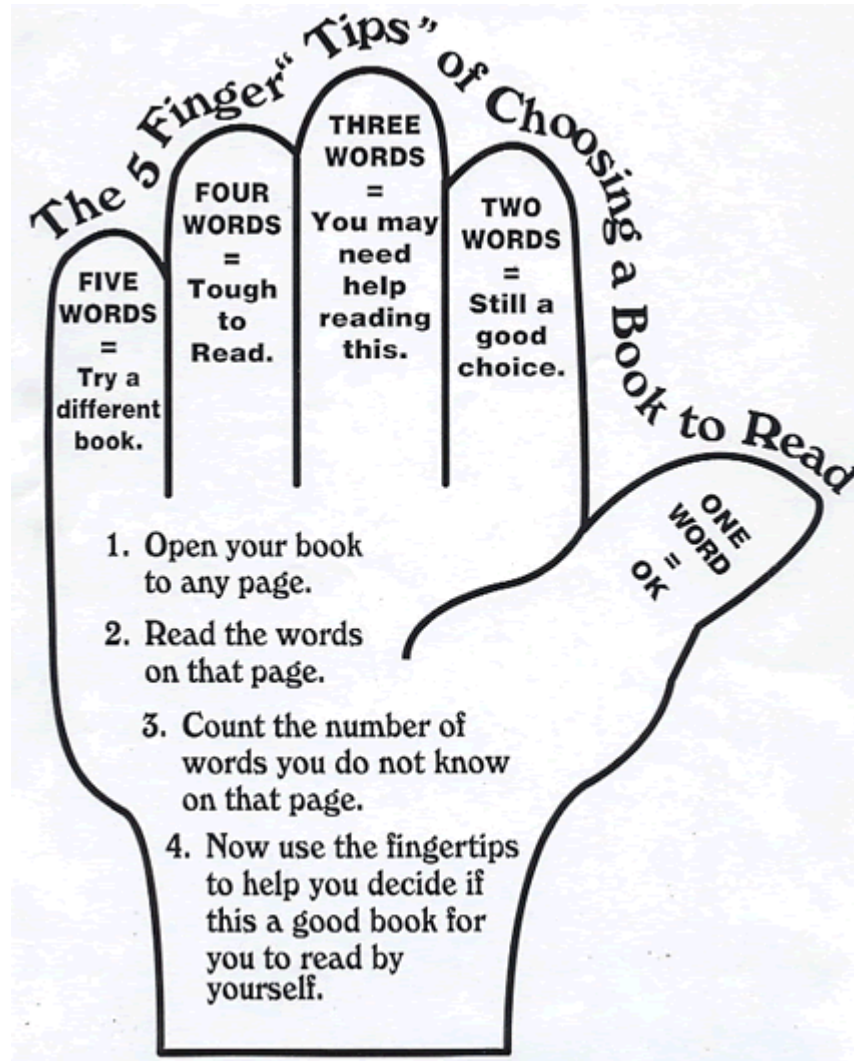 The 5 Finger “Tips” of Choosing a Book to Read
FIVE
WORDS
=
Try a
different
book.
FOUR
WORDS
=
Tough
to
Read.
THREE
WORDS
=
You may
need
help
reading
this.
TWO
WORDS
=
Still a
good
choice.
ONE
WORD
=
OK
1. Open your book
to any page.
2. Read the words
on that page.
3. Count the number of
words you do not know
on that page.
4. Now use the fingertips
to help you decide if
this a good book for
you to read by
yourself.